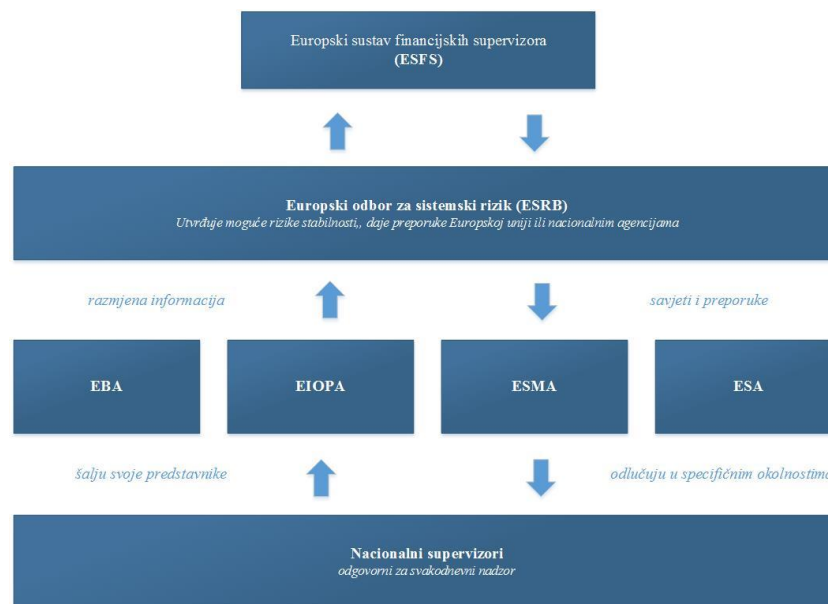 Europski sustav financijskih supervizora
(ESFS)
Europski odbor za sistemski rizik (ESRB)
Utvrđuje moguće rizike stabilnosti,, daje preporuke Europskoj uniji ili nacionalnim agencijama
razmjena informacija
savjeti i preporuke
EBA
EIOPA
ESMA
ESA
šalju svoje predstavnike
odlučuju u specifičnim okolnostima
Nacionalni supervizori
odgovorni za svakodnevni nadzor